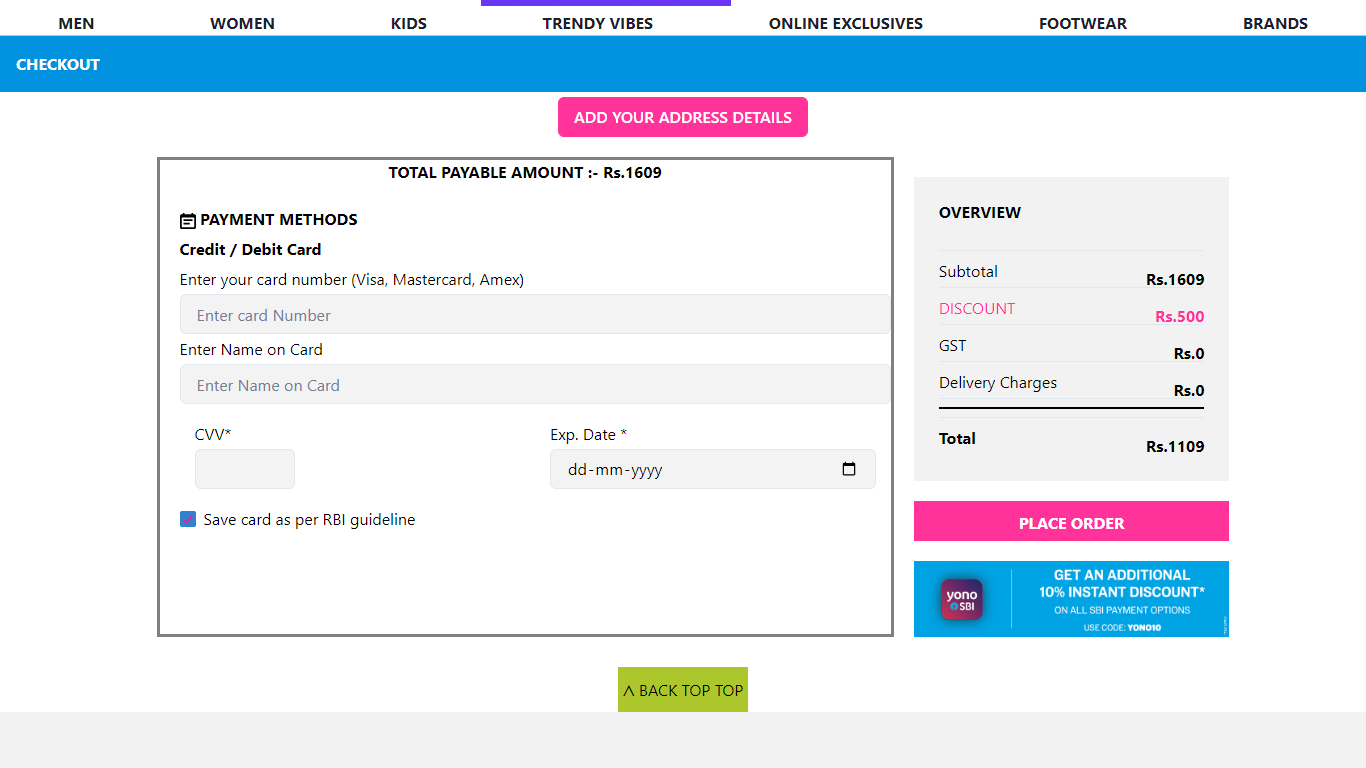 MEN WOMEN KIDS TRENDY VIBES ONLINE EXCLUSIVES FOOTWEAR BRANDS
CHECKOUT
ADD YOUR ADDRESS DETAILS
TOTAL PAYABLE AMOUNT :- Rs.1609
PAYMENT METHODS
Credit / Debit Card
Enter your card number (Visa, Mastercard, Amex)
Enter card Number
Enter Name on Card
Enter Name on Card
CVV* Exp. Date *
dd-mm-yyyy
Save card as per RBI guideline
OVERVIEW
Subtotal Rs.1609
DISCOUNT Rs.500
GST Rs.0
Delivery Charges Rs.0
Total Rs.1109
PLACE ORDER
yono
SBI
GET AN ADDITIONAL
10% INSTANT DISCOUNT*
ON ALL SBI PAYMENT OPTIONS
USE CODE: YONO10
Λ BACK TOP TOP